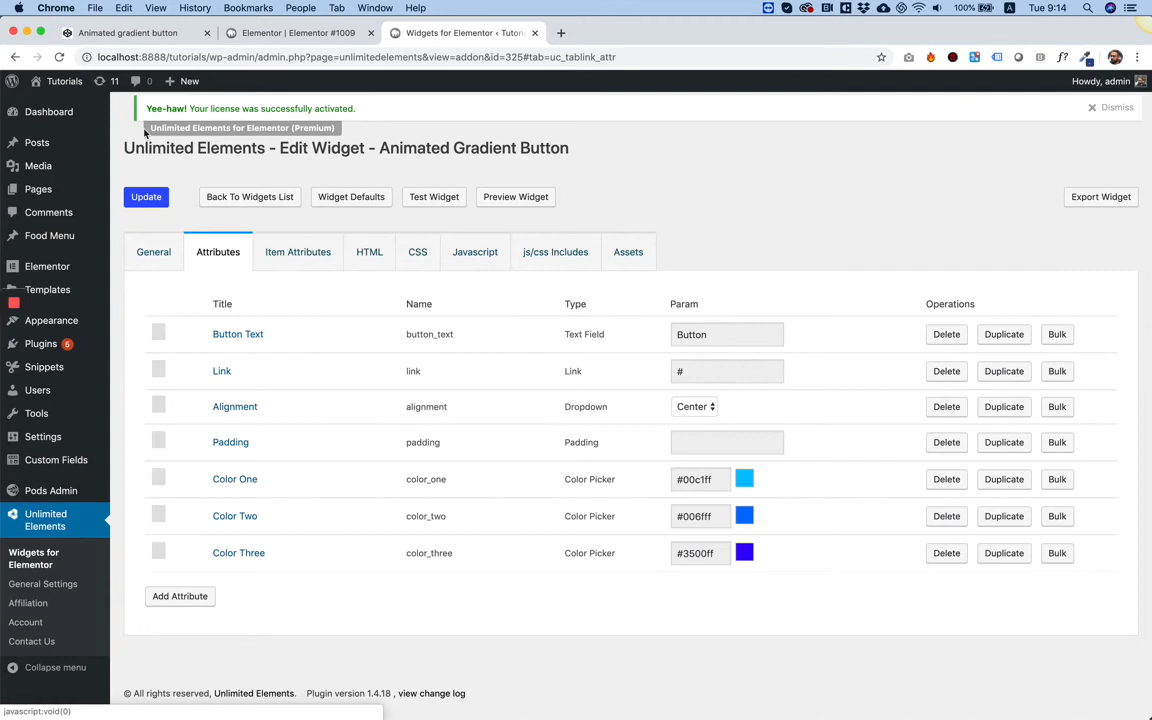 Chrome File Edit View History Bookmarks People Tab Window Help 100% Tue 9:14
Animated gradient button
Elementor | Elementor #1009
Widgets for Elementor ‹ Tutori
localhost:8888/tutorials/wp-admin/admin.php?page=unlimitedelements&view=addon&id=325#tab=uc_tablink_attr
Tutorials 11 0 New Howdy, admin
Dashboard
Posts
Media
Pages
Comments
Food Menu
Elementor
Templates
Appearance
Plugins 5
Snippets
Users
Tools
Settings
Custom Fields
Pods Admin
Unlimited
Elements
Widgets for
Elementor
General Settings
Affiliation
Account
Contact Us
Collapse menu
Yee-haw! Your license was successfully activated. Dismiss
Unlimited Elements for Elementor (Premium)
Unlimited Elements - Edit Widget - Animated Gradient Button
Update Back To Widgets List Widget Defaults Test Widget Preview Widget Export Widget
General Attributes Item Attributes HTML CSS Javascript js/css Includes Assets
Title Name Type Param Operations
Button Text button_text Text Field Button Delete Duplicate Bulk
Link link Link # Delete Duplicate Bulk
Alignment alignment Dropdown Center Delete Duplicate Bulk
Padding padding Padding Delete Duplicate Bulk
Color One color_one Color Picker #00c1ff Delete Duplicate Bulk
Color Two color_two Color Picker #006fff Delete Duplicate Bulk
Color Three color_three Color Picker #3500ff Delete Duplicate Bulk
Add Attribute
© All rights reserved, Unlimited Elements. Plugin version 1.4.18 , view change log
javascript:void(0)